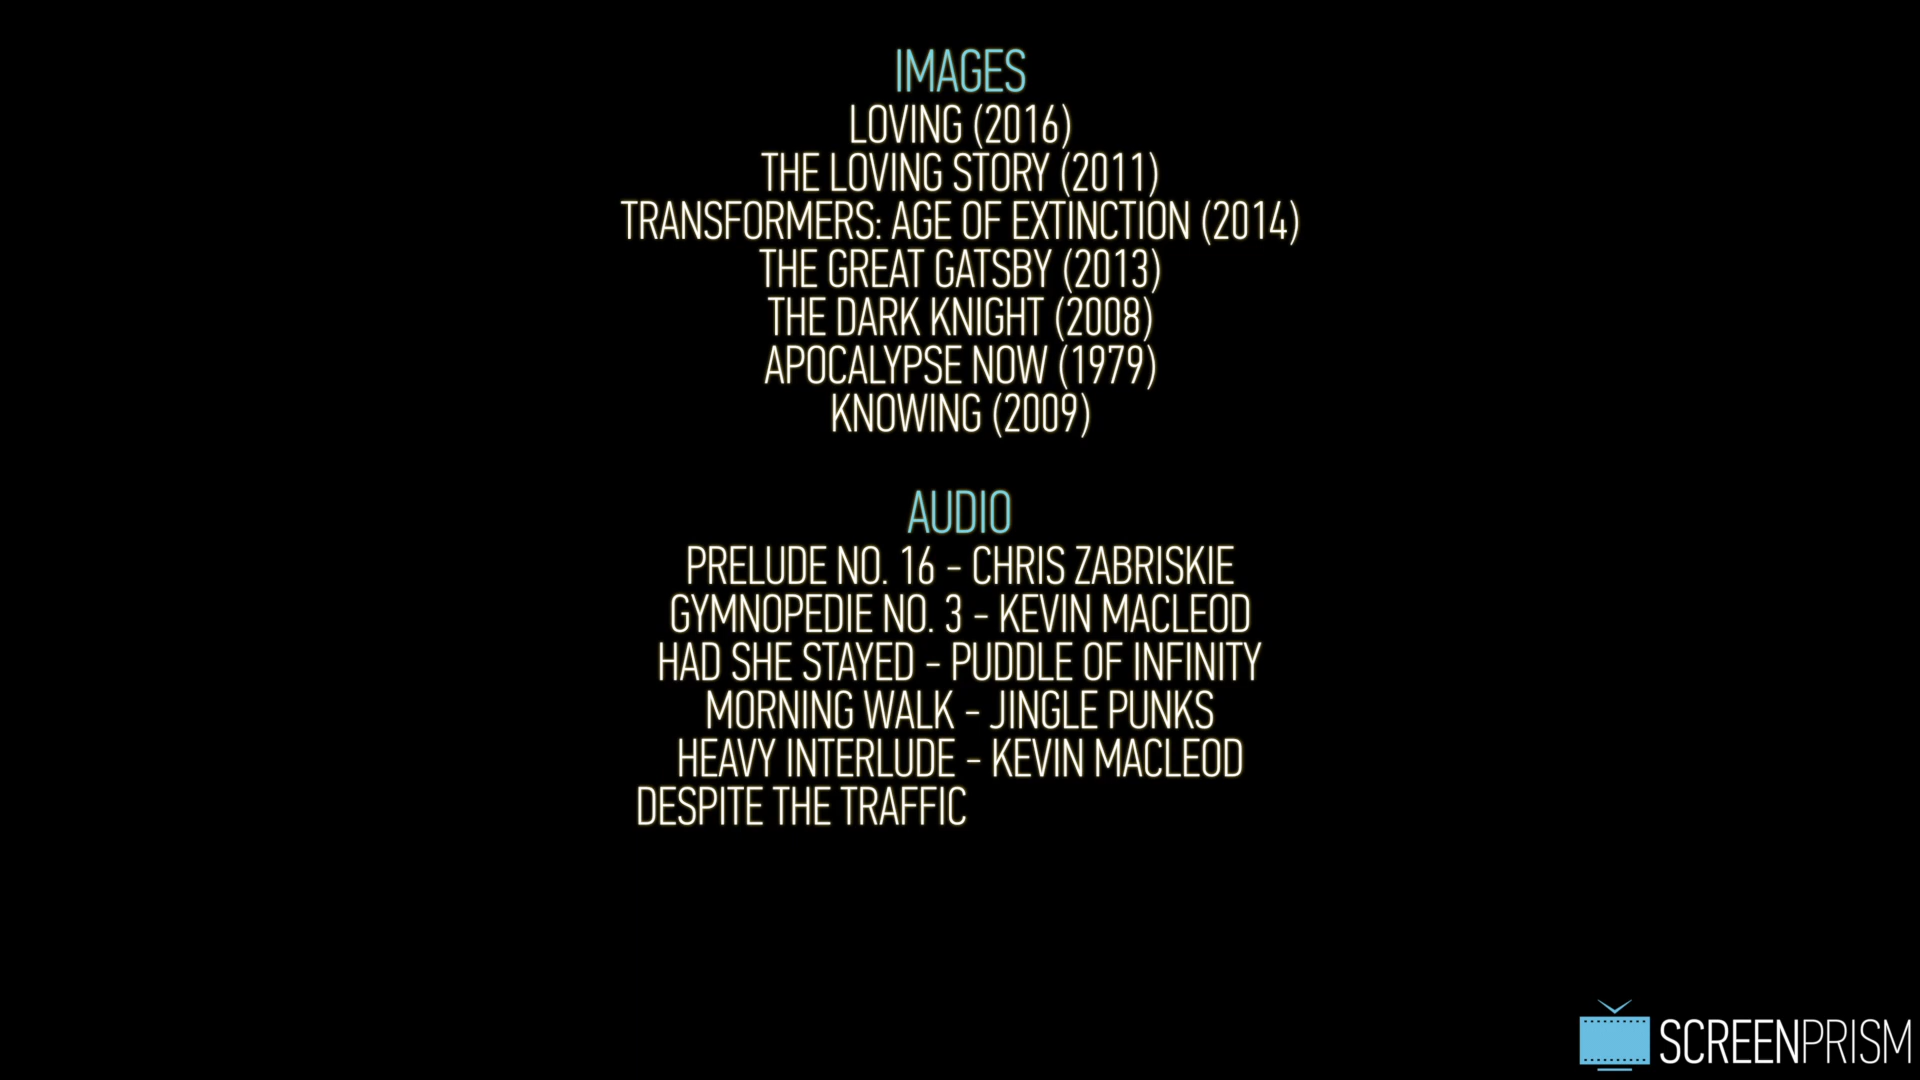 IMAGES
LOVING (2016)
THE LOVING STORY (2011)
TRANSFORMERS: AGE OF EXTINCTION (2014)
THE GREAT GATSBY (2013)
THE DARK KNIGHT (2008)
APOCALYPSE NOW (1979)
KNOWING (2009)
AUDIO
PRELUDE NO. 16 - CHRIS ZABRISKIE
GYMNOPEDIE NO. 3 - KEVIN MACLEOD
HAD SHE STAYED - PUDDLE OF INFINITY
MORNING WALK - JINGLE PUNKS
HEAVY INTERLUDE - KEVIN MACLEOD
DESPITE THE TRAFFIC
SCREENPRISM